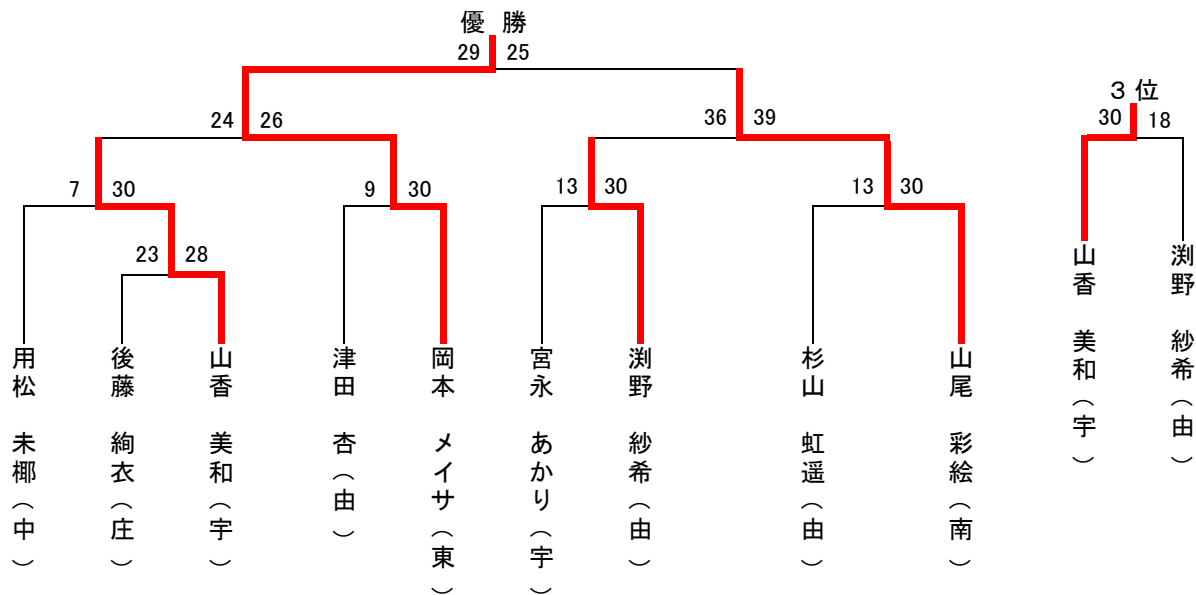 優 勝
29 25
３ 位
24 26
36 39
30 18
7 30
9 30
13 30
13 30
23 28
山香 美和（宇）
渕野 紗希（由）
用松 未椰（中）
後藤 絢衣（庄）
山香 美和（宇）
津田 杏（由）
岡本 メイサ（東）
宮永 あかり（宇）
渕野 紗希（由）
杉山 虹遥（由）
山尾 彩絵（南）